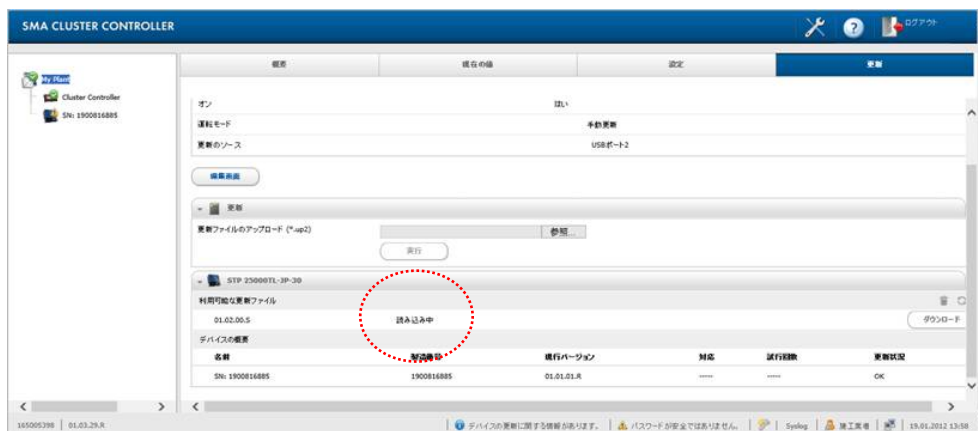 SMA CLUSTER CONTROLLER
ログアウト
My Plant
Cluster Controller
SN: 1900816885
概要 現在の値 設定 更新
オン はい
運転モード 手動更新
更新のソース USBポート2
編集画面
更新
更新ファイルのアップロード (*.up2) 参照...
実行
STP 25000TL-JP-30
利用可能な更新ファイル
01.02.00.S 読み込み中 ダウンロード
デバイスの概要
名前 製造番号 現行バージョン 対応 試行回数 更新状況
SN: 1900816885 1900816885 01.01.01.R ----- ----- OK
165005398 01.03.29.R デバイスの更新に関する情報があります。 パスワードが安全ではありません。 Syslog 施工業者 19.01.2012 13:58